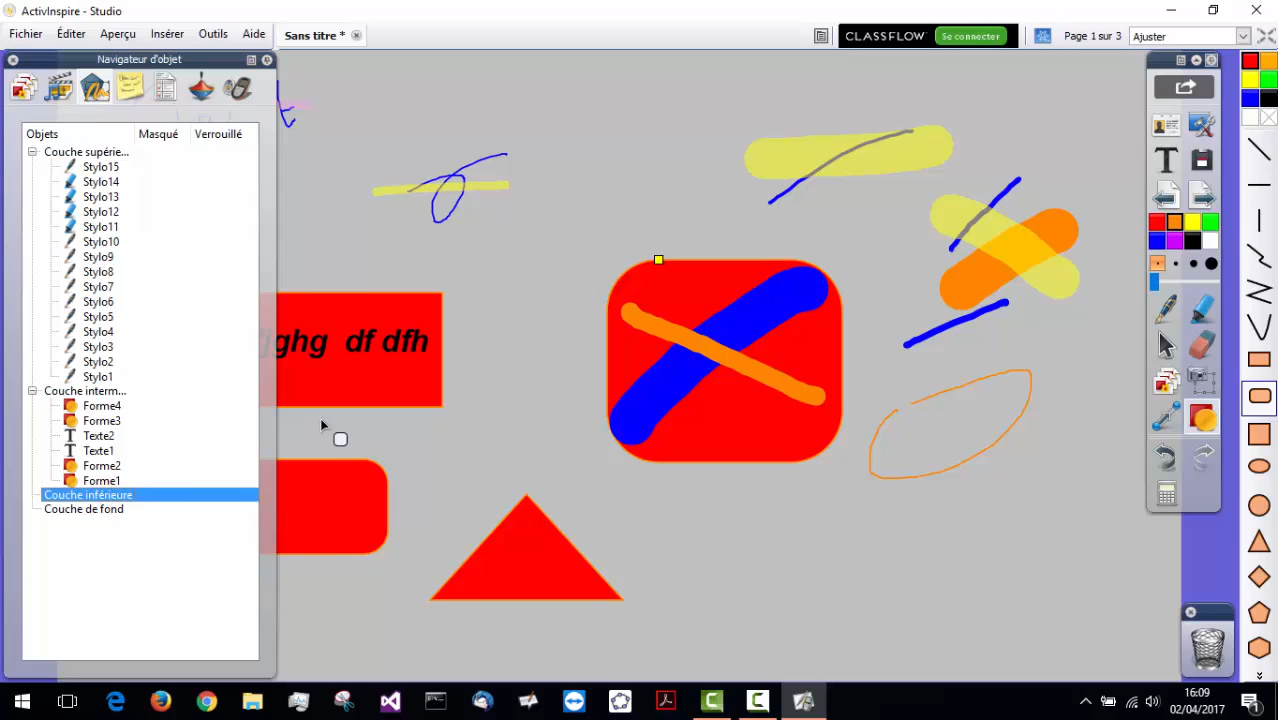 ActivInspire - Studio
Fichier Éditer Aperçu Insérer Outils Aide
Sans titre *
CLASSFLOW Se connecter
Page 1 sur 3
Ajuster
Navigateur d'objet
Objets Masqué Verrouillé
Couche supérie...
Stylo15
Stylo14
Stylo13
Stylo12
Stylo11
Stylo10
Stylo9
Stylo8
Stylo7
Stylo6
Stylo5
Stylo4
Stylo3
Stylo2
Stylo1
Couche interm...
Forme4
Forme3
Texte2
Texte1
Forme2
Forme1
Couche inférieure
Couche de fond
df dfh
16:09
02/04/2017